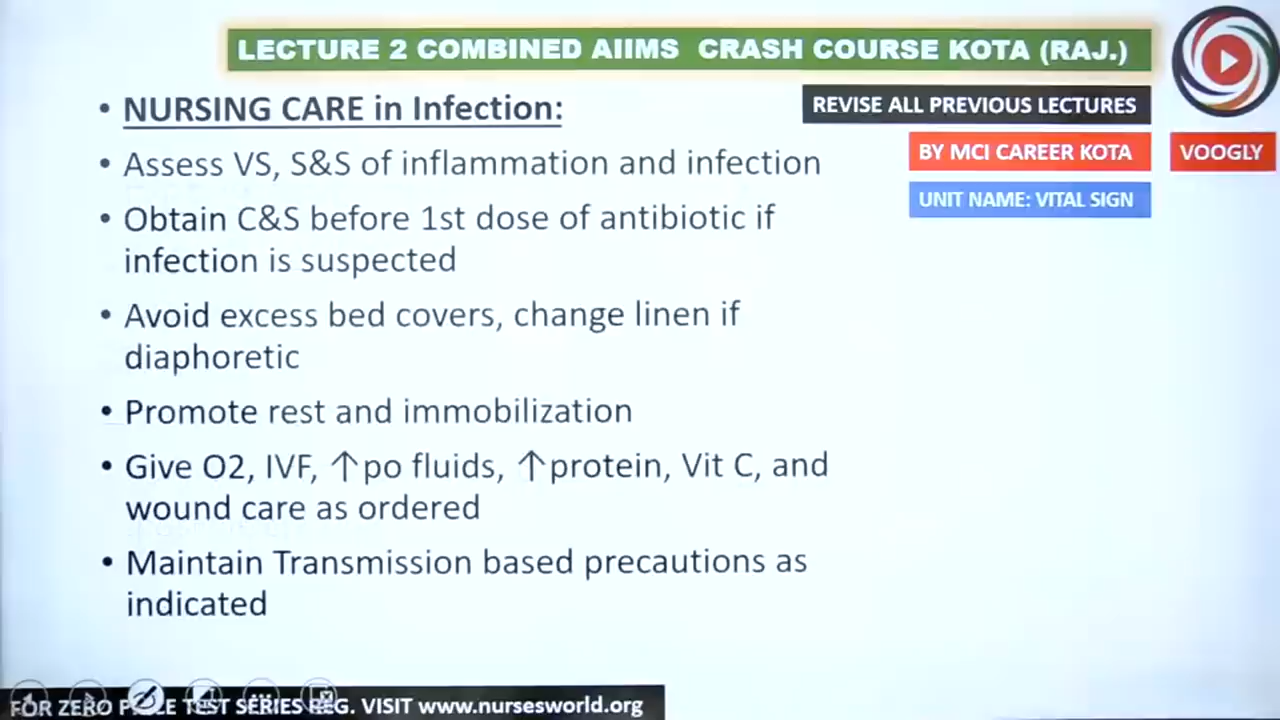 LECTURE 2 COMBINED AIIMS CRASH COURSE KOTA (RAJ.)
REVISE ALL PREVIOUS LECTURES
BY MCI CAREER KOTA
VOOGLY
UNIT NAME: VITAL SIGN
• NURSING CARE in Infection:
• Assess VS, S&S of inflammation and infection
• Obtain C&S before 1st dose of antibiotic if
infection is suspected
• Avoid excess bed covers, change linen if
diaphoretic
• Promote rest and immobilization
• Give O2, IVF, ↑po fluids, ↑protein, Vit C, and
wound care as ordered
• Maintain Transmission based precautions as
indicated
FOR ZERO TEST SERIES REG. VISIT www.nursesworld.org